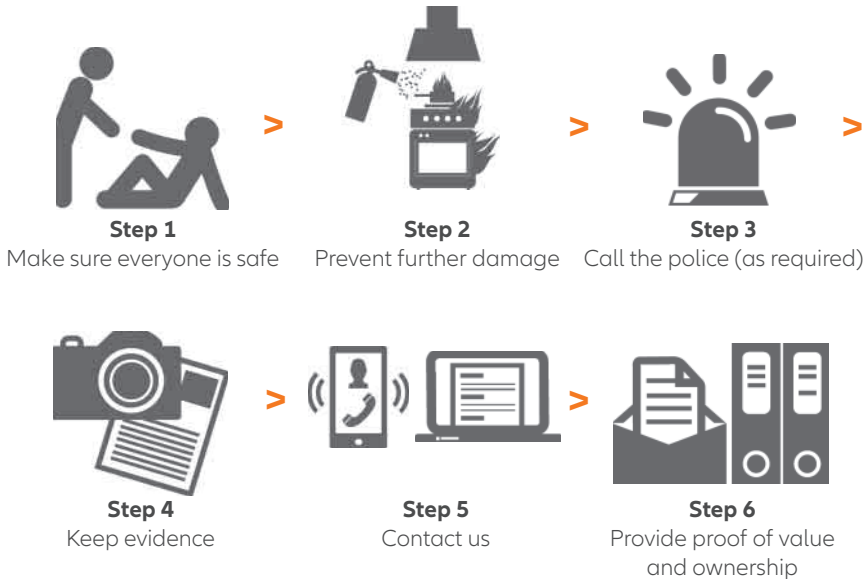 >
>
>
Step 1
Make sure everyone is safe
Step 2
Prevent further damage
Step 3
Call the police (as required)
>
>
Step 4
Keep evidence
Step 5
Contact us
Step 6
Provide proof of value
and ownership